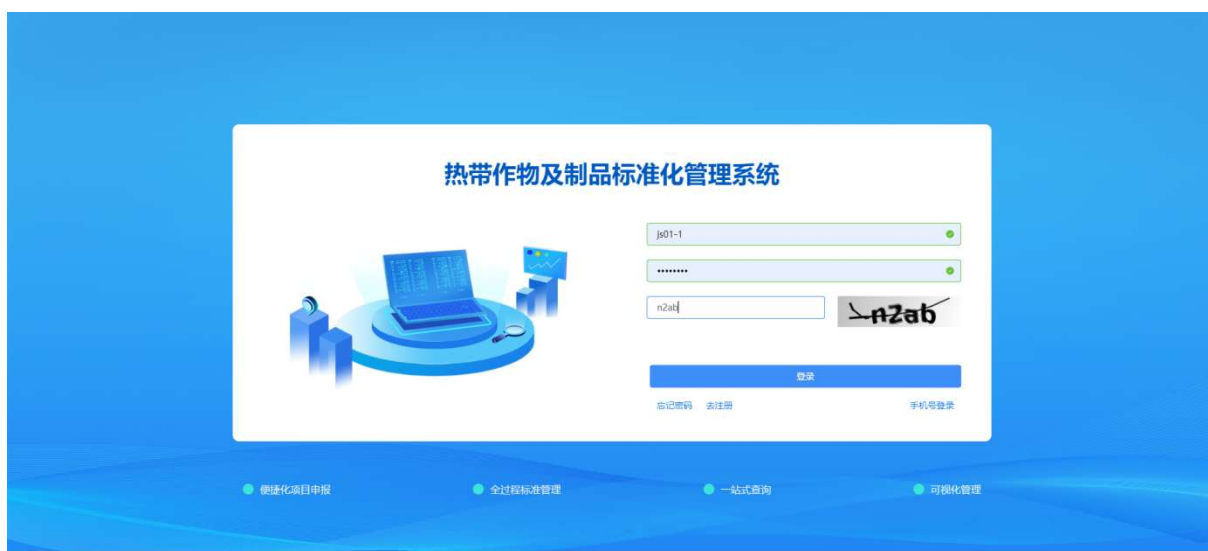 热带作物及制品标准化管理系统
js01-1
••••••••
n2ab
n2ab
登录
忘记密码 去注册 手机号登录
便捷化项目申报 全过程标准管理 一站式查询 可视化管理